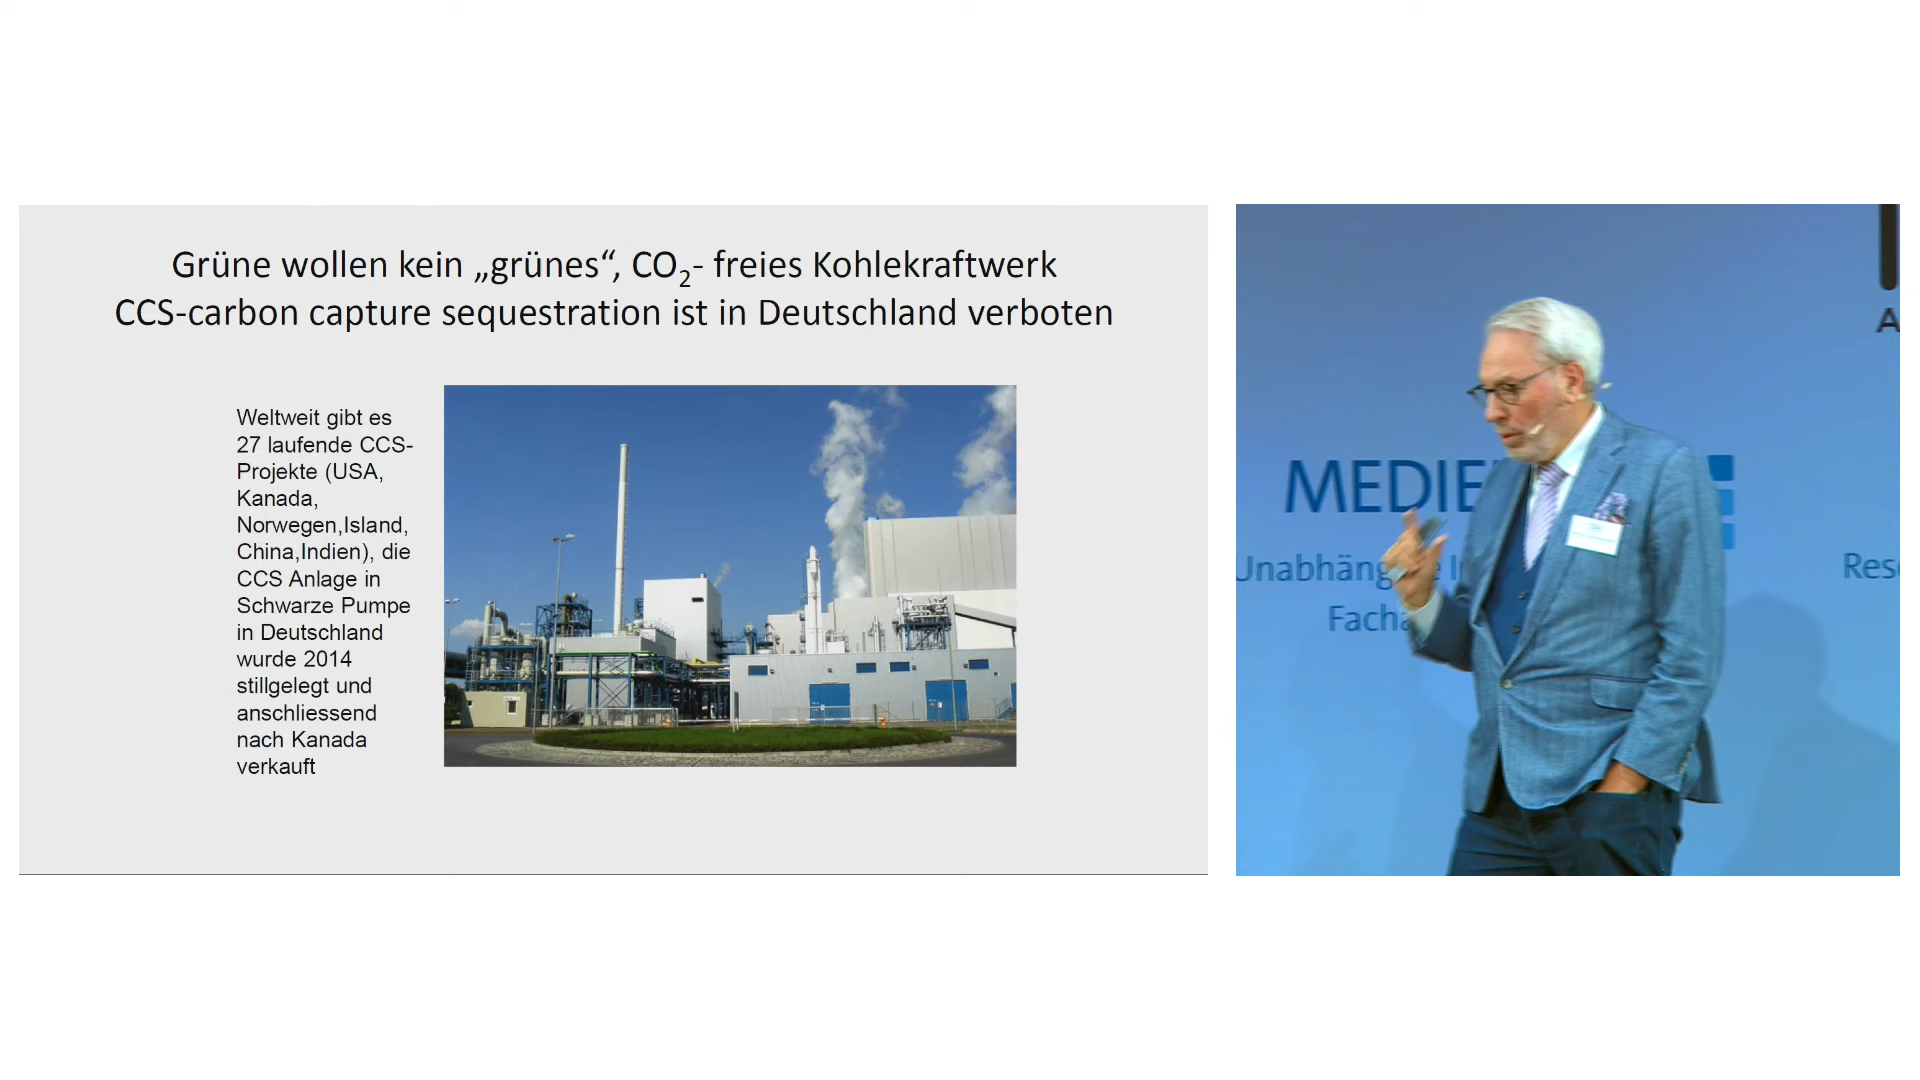 Grüne wollen kein „grünes“, CO₂- freies Kohlekraftwerk
CCS-carbon capture sequestration ist in Deutschland verboten
Weltweit gibt es
27 laufende CCS-
Projekte (USA,
Kanada,
Norwegen,Island,
China,Indien), die
CCS Anlage in
Schwarze Pumpe
in Deutschland
wurde 2014
stillgelegt und
anschliessend
nach Kanada
verkauft
MEDIE
Unabhäng
Facha
Res
A